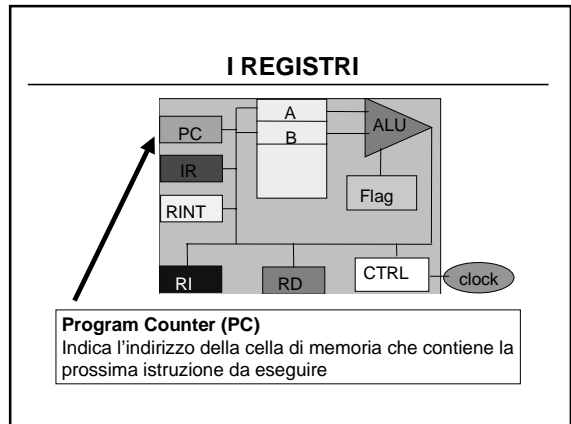 I REGISTRI
A
PC
B
ALU
IR
Flag
RINT
RI
RD
CTRL
clock
Program Counter (PC)
Indica l'indirizzo della cella di memoria che contiene la
prossima istruzione da eseguire